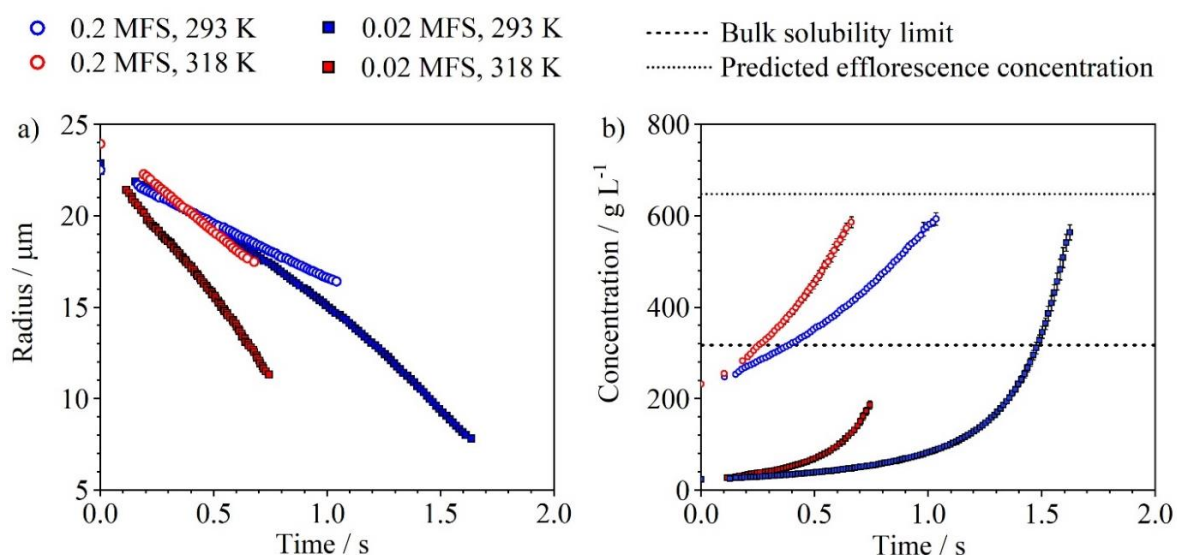 0.2 MFS, 293 K
0.02 MFS, 293 K
Bulk solubility limit
0.2 MFS, 318 K
0.02 MFS, 318 K
Predicted efflorescence concentration
a)
25
20
15
10
5
Radius / μm
0.0 0.5 1.0 1.5 2.0
Time / s
b)
800
600
400
200
0
Concentration / g L⁻¹
0.0 0.5 1.0 1.5 2.0
Time / s